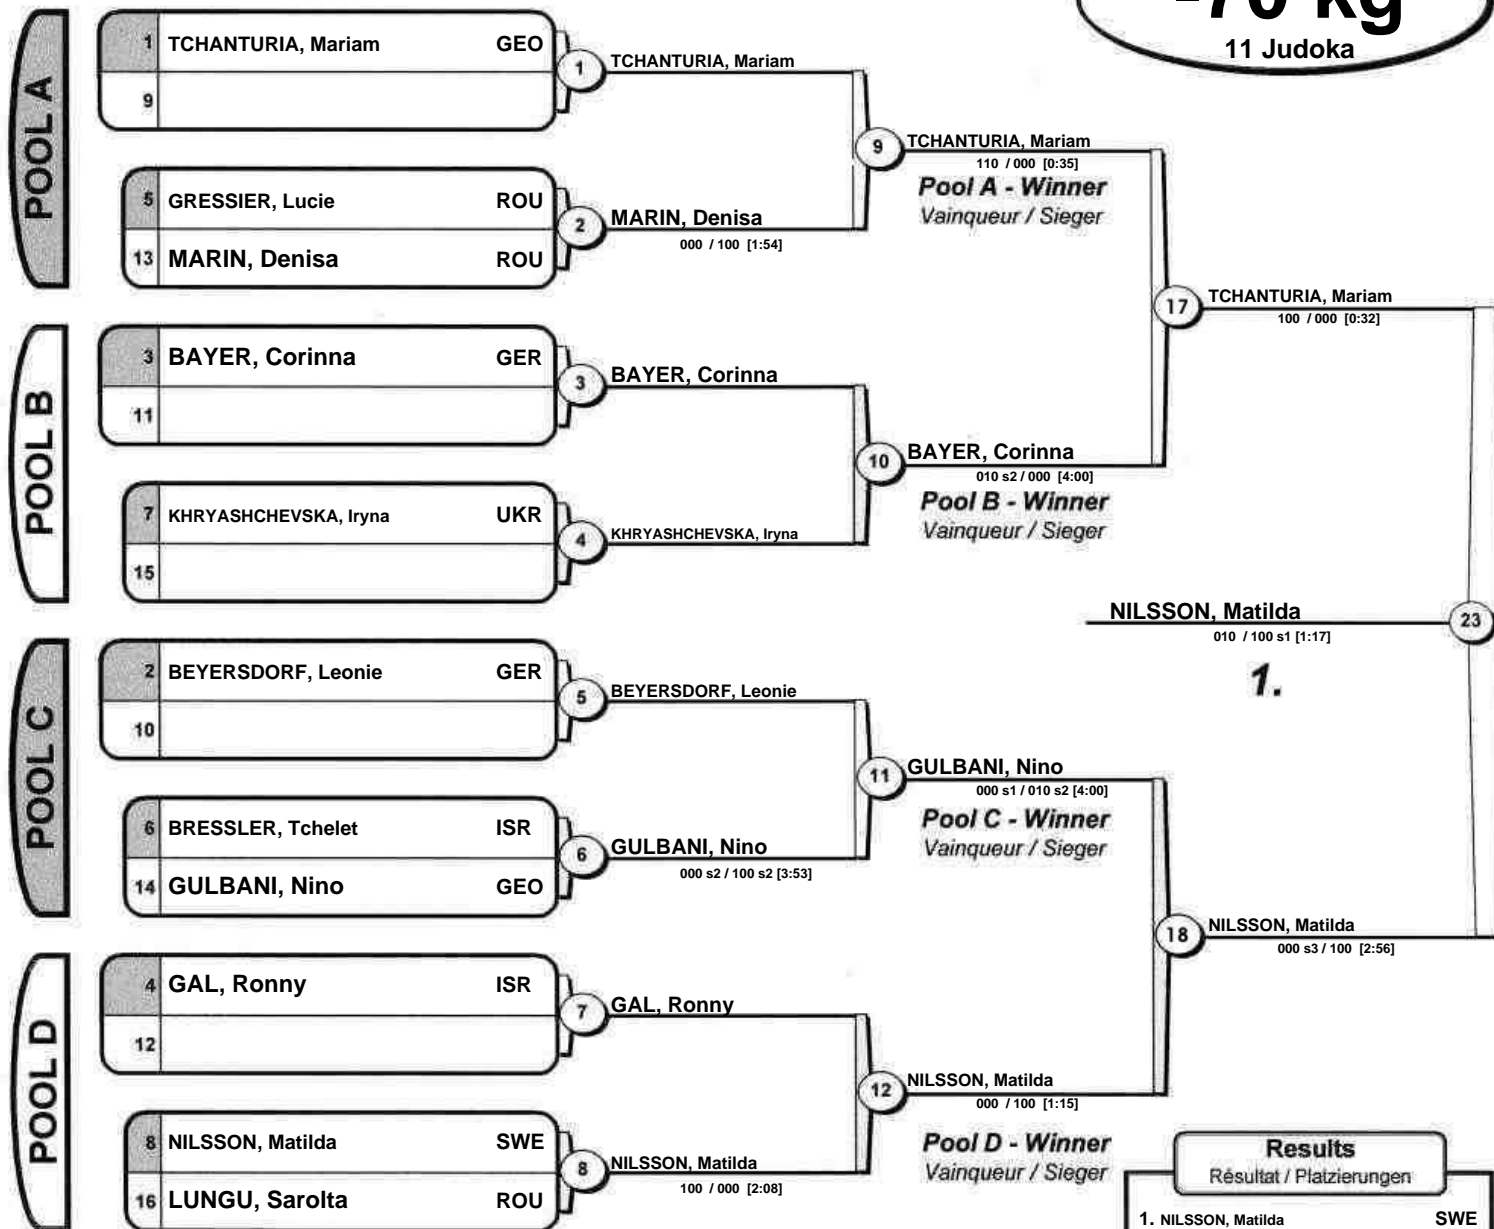 -70 kg
11 Judoka
POOL A
1 TCHANTURIA, Mariam GEO
9
5 GRESSIER, Lucie ROU
13 MARIN, Denisa ROU
1 TCHANTURIA, Mariam
2 MARIN, Denisa
000 / 100 [1:54]
9 TCHANTURIA, Mariam
110 / 000 [0:35]
Pool A - Winner
Vainqueur / Sieger
POOL B
3 BAYER, Corinna GER
11
7 KHRYASHCHEVSKA, Iryna UKR
15
3 BAYER, Corinna
4 KHRYASHCHEVSKA, Iryna
10 BAYER, Corinna
010 s2 / 000 [4:00]
Pool B - Winner
Vainqueur / Sieger
17 TCHANTURIA, Mariam
100 / 000 [0:32]
NILSSON, Matilda 23
010 / 100 s1 [1:17]
1.
POOL C
2 BEYERSDORF, Leonie GER
10
6 BRESSLER, Tchelet ISR
14 GULBANI, Nino GEO
5 BEYERSDORF, Leonie
6 GULBANI, Nino
000 s2 / 100 s2 [3:53]
11 GULBANI, Nino
000 s1 / 010 s2 [4:00]
Pool C - Winner
Vainqueur / Sieger
POOL D
4 GAL, Ronny ISR
12
8 NILSSON, Matilda SWE
16 LUNGU, Sarolta ROU
7 GAL, Ronny
8 NILSSON, Matilda
100 / 000 [2:08]
12 NILSSON, Matilda
000 / 100 [1:15]
Pool D - Winner
Vainqueur / Sieger
18 NILSSON, Matilda
000 s3 / 100 [2:56]
Results
Résultat / Platzierungen
1. NILSSON, Matilda SWE